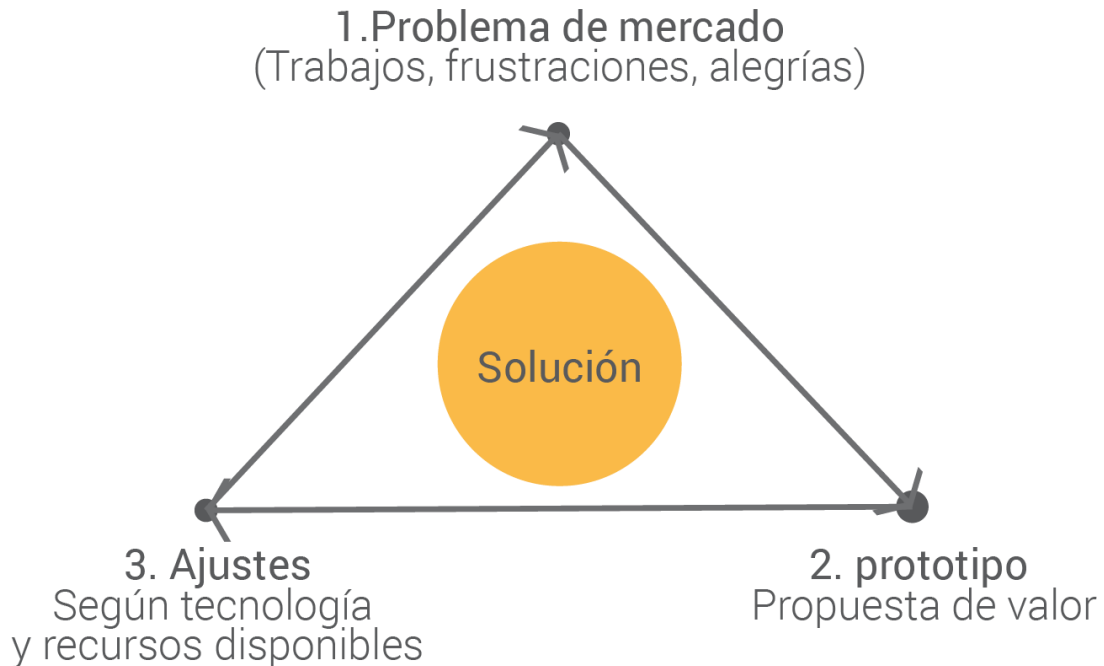 1.Problema de mercado
(Trabajos, frustraciones, alegrías)
Solución
3. Ajustes
Según tecnología
y recursos disponibles
2. prototipo
Propuesta de valor